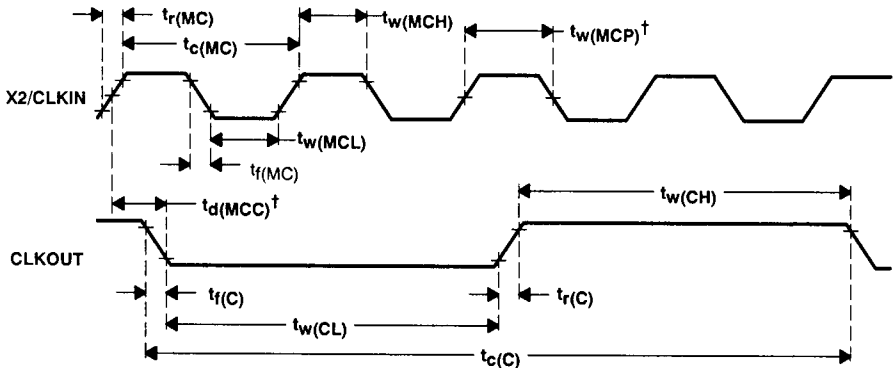 tr(MC)
tw(MCH)
tc(MC)
tw(MCP)†
X2/CLKIN
tw(MCL)
tf(MC)
td(MCC)†
tw(CH)
CLKOUT
tf(C)
tr(C)
tw(CL)
tc(C)